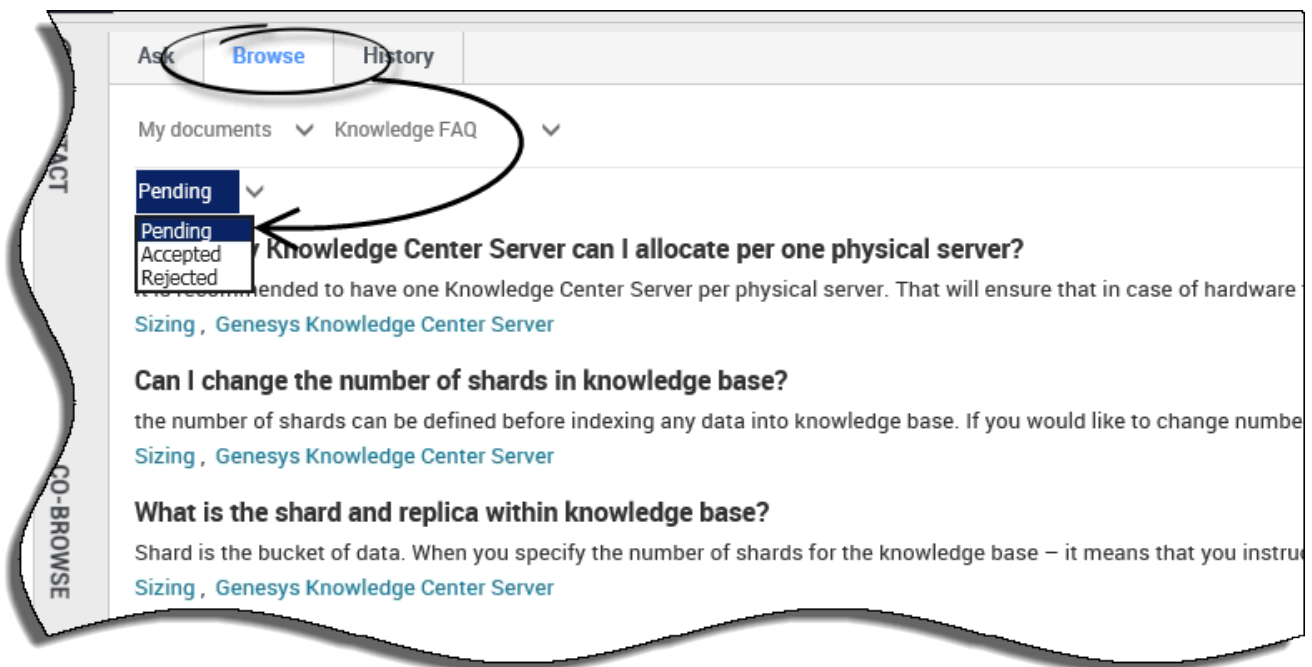 Ask Browse History
My documents Knowledge FAQ
Pending
Pending
Accepted
Rejected
Knowledge Center Server can I allocate per one physical server?
recommended to have one Knowledge Center Server per physical server. That will ensure that in case of hardware
Sizing , Genesys Knowledge Center Server
Can I change the number of shards in knowledge base?
the number of shards can be defined before indexing any data into knowledge base. If you would like to change numbe
Sizing , Genesys Knowledge Center Server
What is the shard and replica within knowledge base?
Shard is the bucket of data. When you specify the number of shards for the knowledge base – it means that you instru
Sizing , Genesys Knowledge Center Server
TACT
CO-BROWSE